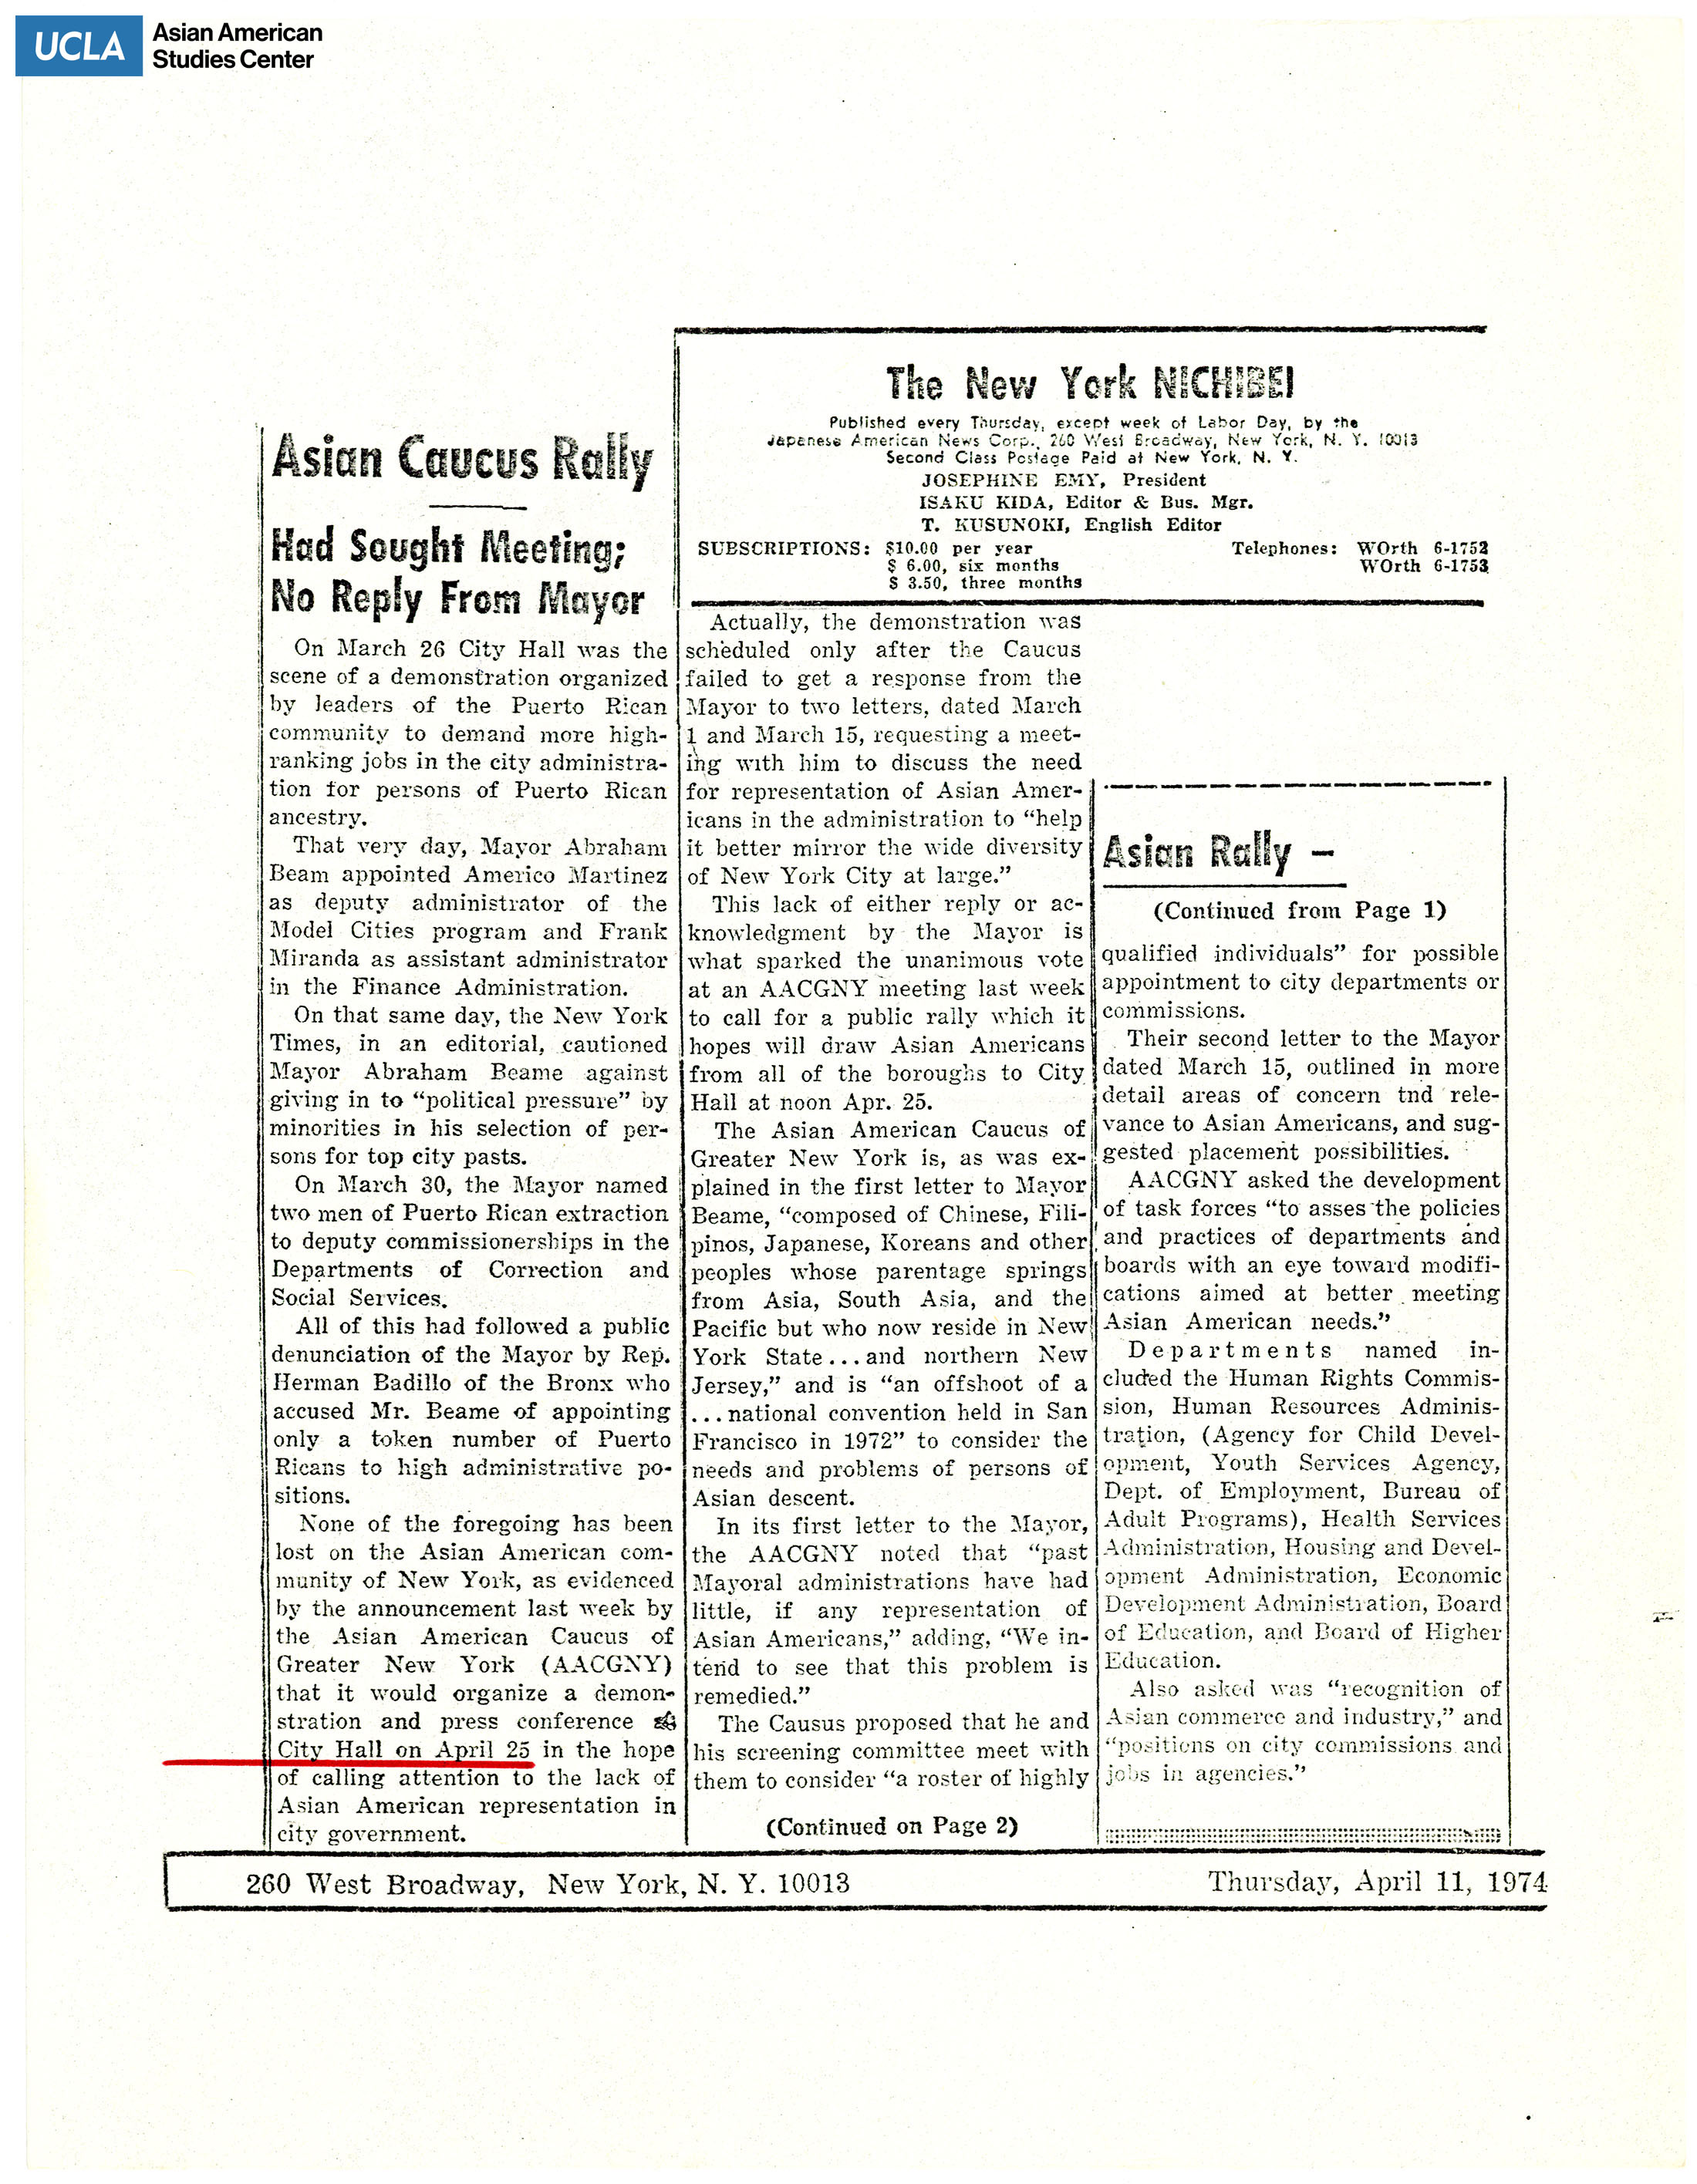 UCLA
Asian American
Studies Center
The New York NICHIBEI
Published every Thursday, except week of Labor Day, by the
Japanese American News Corp., 260 West Broadway, New York, N. Y. 10013
Second Class Postage Paid at New York, N. Y.
JOSEPHINE EMY, President
ISAKU KIDA, Editor & Bus. Mgr.
T. KUSUNOKI, English Editor
SUBSCRIPTIONS: $10.00 per year
$ 6.00, six months
$ 3.50, three months
Telephones: WOrth 6-1752
WOrth 6-1753
Asian Caucus Rally
Had Sought Meeting;
No Reply From Mayor
On March 26 City Hall was the
scene of a demonstration organized
by leaders of the Puerto Rican
community to demand more high-
ranking jobs in the city administra-
tion for persons of Puerto Rican
ancestry.
That very day, Mayor Abraham
Beam appointed Americo Martinez
as deputy administrator of the
Model Cities program and Frank
Miranda as assistant administrator
in the Finance Administration.
On that same day, the New York
Times, in an editorial, cautioned
Mayor Abraham Beame against
giving in to “political pressure” by
minorities in his selection of per-
sons for top city pasts.
On March 30, the Mayor named
two men of Puerto Rican extraction
to deputy commissionerships in the
Departments of Correction and
Social Services.
All of this had followed a public
denunciation of the Mayor by Rep.
Herman Badillo of the Bronx who
accused Mr. Beame of appointing
only a token number of Puerto
Ricans to high administrative po-
sitions.
None of the foregoing has been
lost on the Asian American com-
munity of New York, as evidenced
by the announcement last week by
the Asian American Caucus of
Greater New York (AACGNY)
that it would organize a demon-
stration and press conference
City Hall on April 25 in the hope
of calling attention to the lack of
Asian American representation in
city government.
Actually, the demonstration was
scheduled only after the Caucus
failed to get a response from the
Mayor to two letters, dated March
1 and March 15, requesting a meet-
ing with him to discuss the need
for representation of Asian Amer-
icans in the administration to “help
it better mirror the wide diversity
of New York City at large.”
This lack of either reply or ac-
knowledgment by the Mayor is
what sparked the unanimous vote
at an AACGNY meeting last week
to call for a public rally which it
hopes will draw Asian Americans
from all of the boroughs to City
Hall at noon Apr. 25.
The Asian American Caucus of
Greater New York is, as was ex-
plained in the first letter to Mayor
Beame, “composed of Chinese, Fili-
pinos, Japanese, Koreans and other
peoples whose parentage springs
from Asia, South Asia, and the
Pacific but who now reside in New
York State...and northern New
Jersey,” and is “an offshoot of a
...national convention held in San
Francisco in 1972” to consider the
needs and problems of persons of
Asian descent.
In its first letter to the Mayor,
the AACGNY noted that “past
Mayoral administrations have had
little, if any representation of
Asian Americans,” adding, “We in-
tend to see that this problem is
remedied.”
The Causus proposed that he and
his screening committee meet with
them to consider “a roster of highly
(Continued on Page 2)
Asian Rally —
(Continued from Page 1)
qualified individuals” for possible
appointment to city departments or
commissions.
Their second letter to the Mayor
dated March 15, outlined in more
detail areas of concern tnd rele-
vance to Asian Americans, and sug-
gested placement possibilities.
AACGNY asked the development
of task forces “to asses the policies
and practices of departments and
boards with an eye toward modifi-
cations aimed at better meeting
Asian American needs.”
Departments named in-
cluded the Human Rights Commis-
sion, Human Resources Adminis-
tration, (Agency for Child Devel-
opment, Youth Services Agency,
Dept. of Employment, Bureau of
Adult Programs), Health Services
Administration, Housing and Devel-
opment Administration, Economic
Development Administration, Board
of Education, and Board of Higher
Education.
Also asked was “recognition of
Asian commerce and industry,” and
“positions on city commissions and
jobs in agencies.”
260 West Broadway, New York, N. Y. 10013
Thursday, April 11, 1974